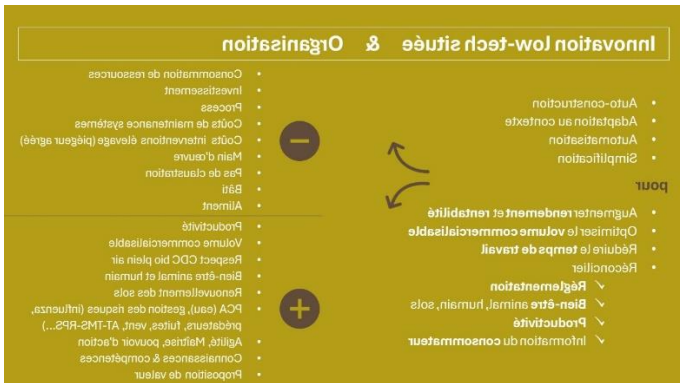 Innovation low-tech située & Organisation
• Auto-construction
• Adaptation au contexte
• Automatisation
• Simplification
pour
• Augmenter rendement et rentabilité
• Optimiser le volume commercialisable
• Réduire le temps de travail
• Réconcilier
✓ Réglementation
✓ Bien-être animal, humain, sols
✓ Productivité
✓ Information du consommateur
−
• Consommation de ressources
• Investissement
• Process
• Coûts de maintenance systèmes
• Coûts interventions élevage (piégeur agréé)
• Main d'œuvre
• Pas de claustation
• Bâti
• Aliment
+
• Productivité
• Volume commercialisable
• Respect CDC bio plein air
• Bien-être animal et humain
• Renouvellement des sols
• PCA (eau), gestion des risques (influenza,
prédateurs, fuites, vent, AT-TMS-RPS…)
• Agilité, Maîtrise, pouvoir d'action
• Connaissances & compétences
• Proposition de valeur